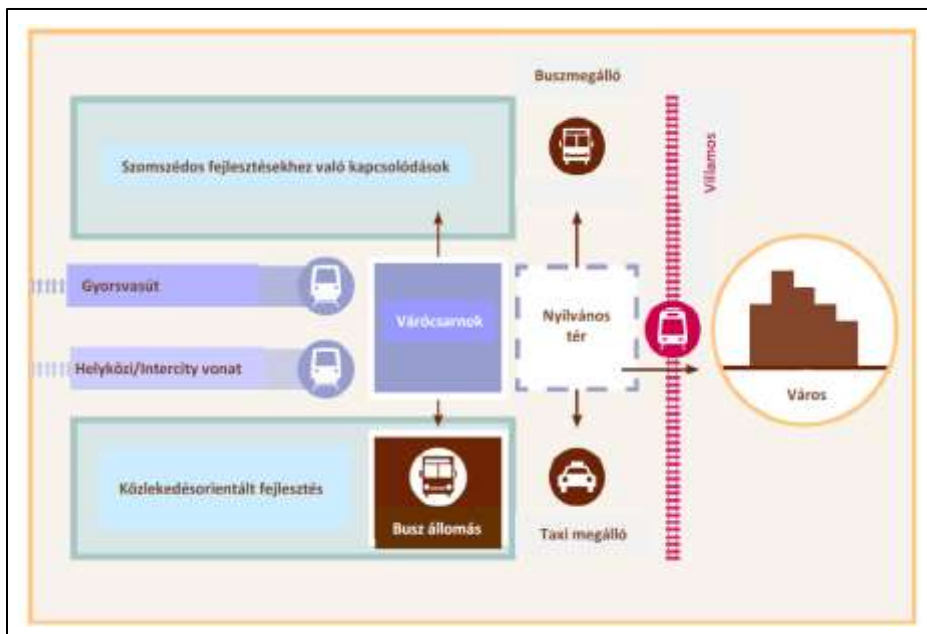 Buszmegálló
Szomszédos fejlesztésekhez való kapcsolódások
Villamos
Gyorsvasút
Várócsarnok
Nyilvános
tér
Helyközi/Intercity vonat
Város
Közlekedésorientált fejlesztés
Busz állomás
Taxi megálló